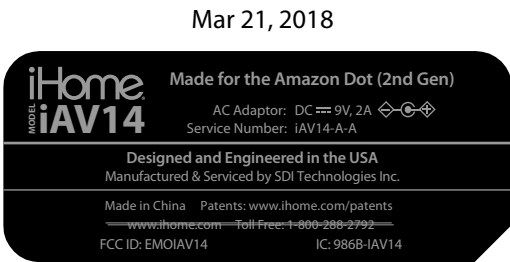 Mar 21, 2018
iHome
Made for the Amazon Dot (2nd Gen)
MODEL iAV14
AC Adaptor: DC 9V, 2A
Service Number: iAV14-A-A
Designed and Engineered in the USA
Manufactured & Serviced by SDI Technologies Inc.
Made in China Patents: www.ihome.com/patents
www.ihome.com Toll Free: 1-800-288-2792
FCC ID: EMOIAV14 IC: 986B-IAV14